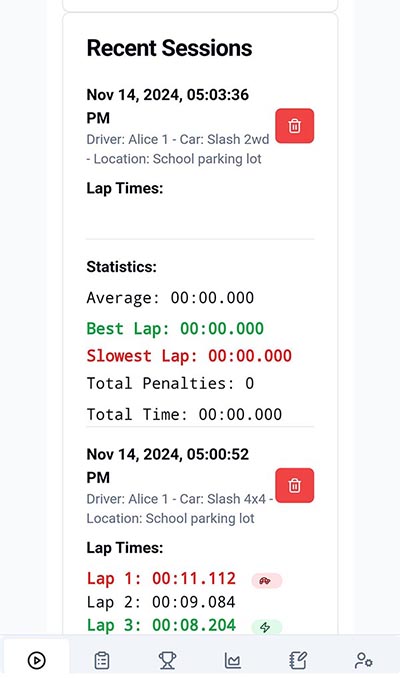 Recent Sessions
Nov 14, 2024, 05:03:36
PM
Driver: Alice 1 - Car: Slash 2wd
- Location: School parking lot
Lap Times:
Statistics:
Average: 00:00.000
Best Lap: 00:00.000
Slowest Lap: 00:00.000
Total Penalties: 0
Total Time: 00:00.000
Nov 14, 2024, 05:00:52
PM
Driver: Alice 1 - Car: Slash 4x4 -
Location: School parking lot
Lap Times:
Lap 1: 00:11.112
Lap 2: 00:09.084
Lap 3: 00:08.204